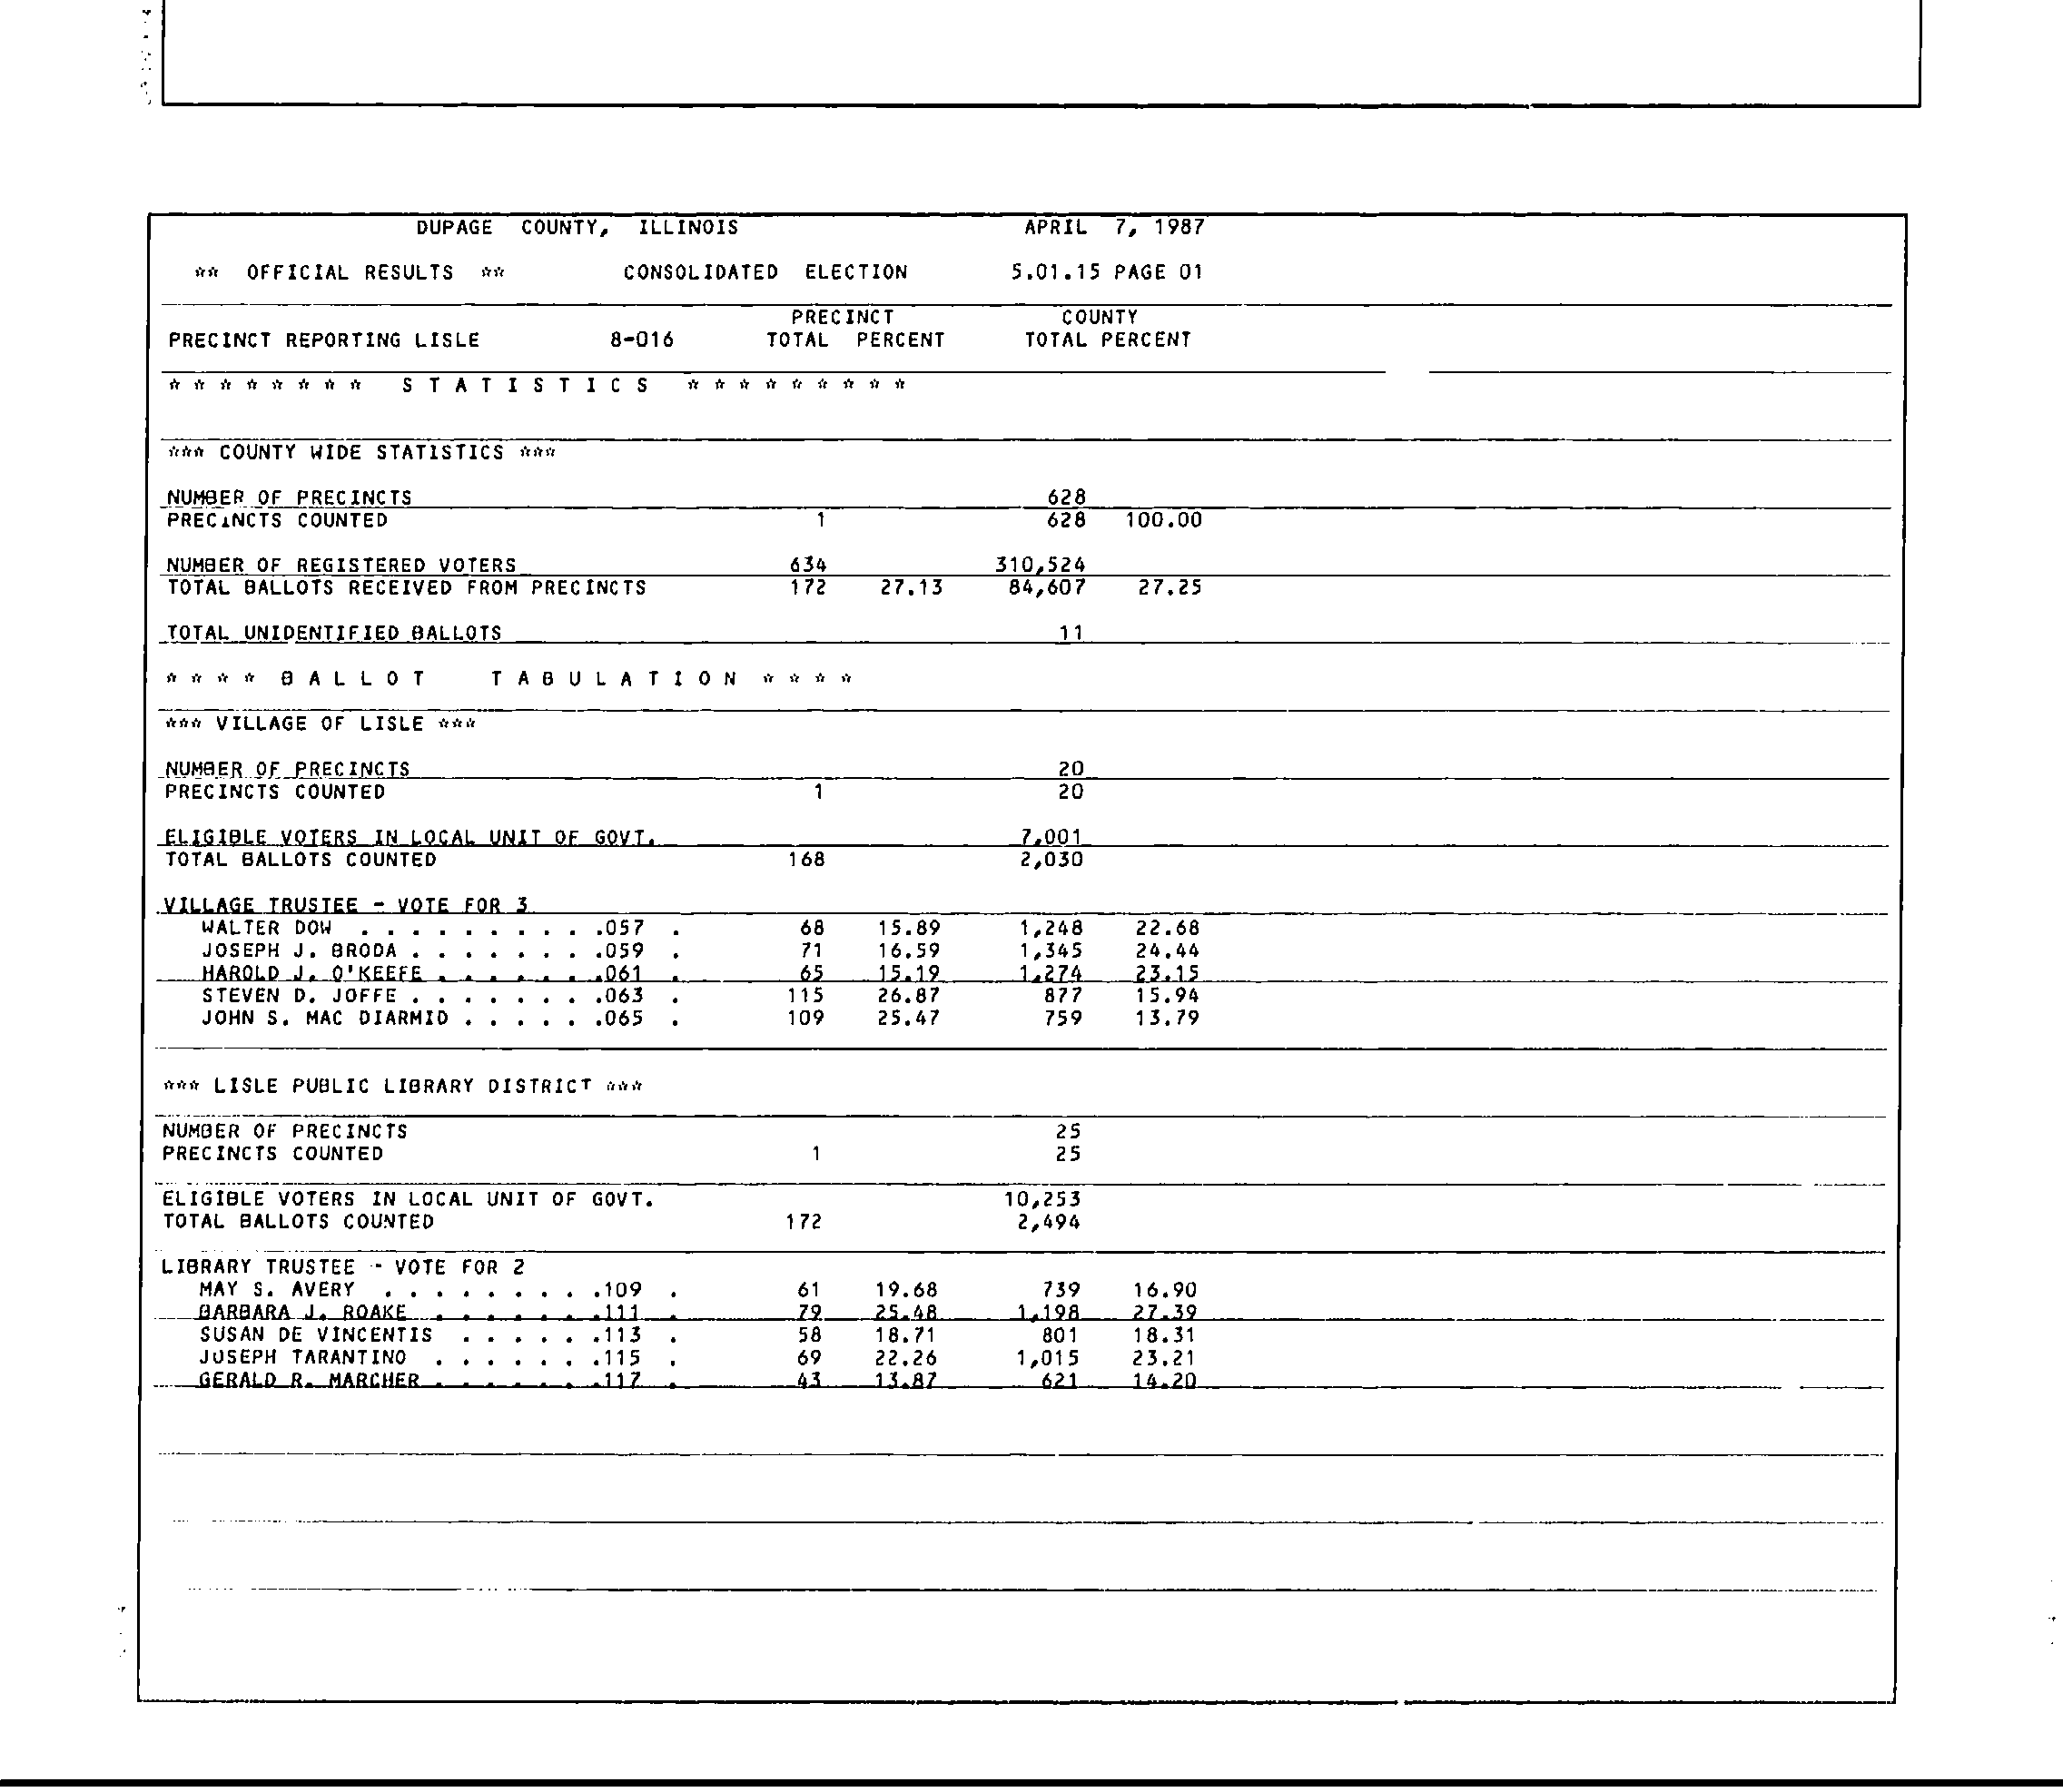 DUPAGE COUNTY, ILLINOIS APRIL 7, 1987
** OFFICIAL RESULTS ** CONSOLIDATED ELECTION 5.01.15 PAGE 01
PRECINCT COUNTY
PRECINCT REPORTING LISLE 8-016 TOTAL PERCENT TOTAL PERCENT
* * * * * * * * S T A T I S T I C S * * * * * * * * *
*** COUNTY WIDE STATISTICS ***
NUMBER OF PRECINCTS 628
PRECINCTS COUNTED 1 628 100.00
NUMBER OF REGISTERED VOTERS 634 310,524
TOTAL BALLOTS RECEIVED FROM PRECINCTS 172 27.13 84,607 27.25
TOTAL UNIDENTIFIED BALLOTS 11
* * * * B A L L O T T A B U L A T I O N * * * *
*** VILLAGE OF LISLE ***
NUMBER OF PRECINCTS 20
PRECINCTS COUNTED 1 20
ELIGIBLE VOTERS IN LOCAL UNIT OF GOVT. 7,001
TOTAL BALLOTS COUNTED 168 2,030
VILLAGE TRUSTEE - VOTE FOR 3
WALTER DOW . . . . . . . . . .057 . 68 15.89 1,248 22.68
JOSEPH J. BRODA . . . . . . . .059 . 71 16.59 1,345 24.44
HAROLD J. O'KEEFE . . . . . . .061 . 65 15.19 1,274 23.15
STEVEN D. JOFFE . . . . . . . .063 . 115 26.87 877 15.94
JOHN S. MAC DIARMID . . . . . .065 . 109 25.47 759 13.79
*** LISLE PUBLIC LIBRARY DISTRICT ***
NUMBER OF PRECINCTS 25
PRECINCTS COUNTED 1 25
ELIGIBLE VOTERS IN LOCAL UNIT OF GOVT. 10,253
TOTAL BALLOTS COUNTED 172 2,494
LIBRARY TRUSTEE - VOTE FOR 2
MAY S. AVERY . . . . . . . . .109 . 61 19.68 739 16.90
BARBARA J. ROAKE . . . . . . .111 . 79 25.48 1,198 27.39
SUSAN DE VINCENTIS . . . . . .113 . 58 18.71 801 18.31
JOSEPH TARANTINO . . . . . . .115 . 69 22.26 1,015 23.21
GERALD R. MARCHER . . . . . . .117 . 43 13.87 621 14.20